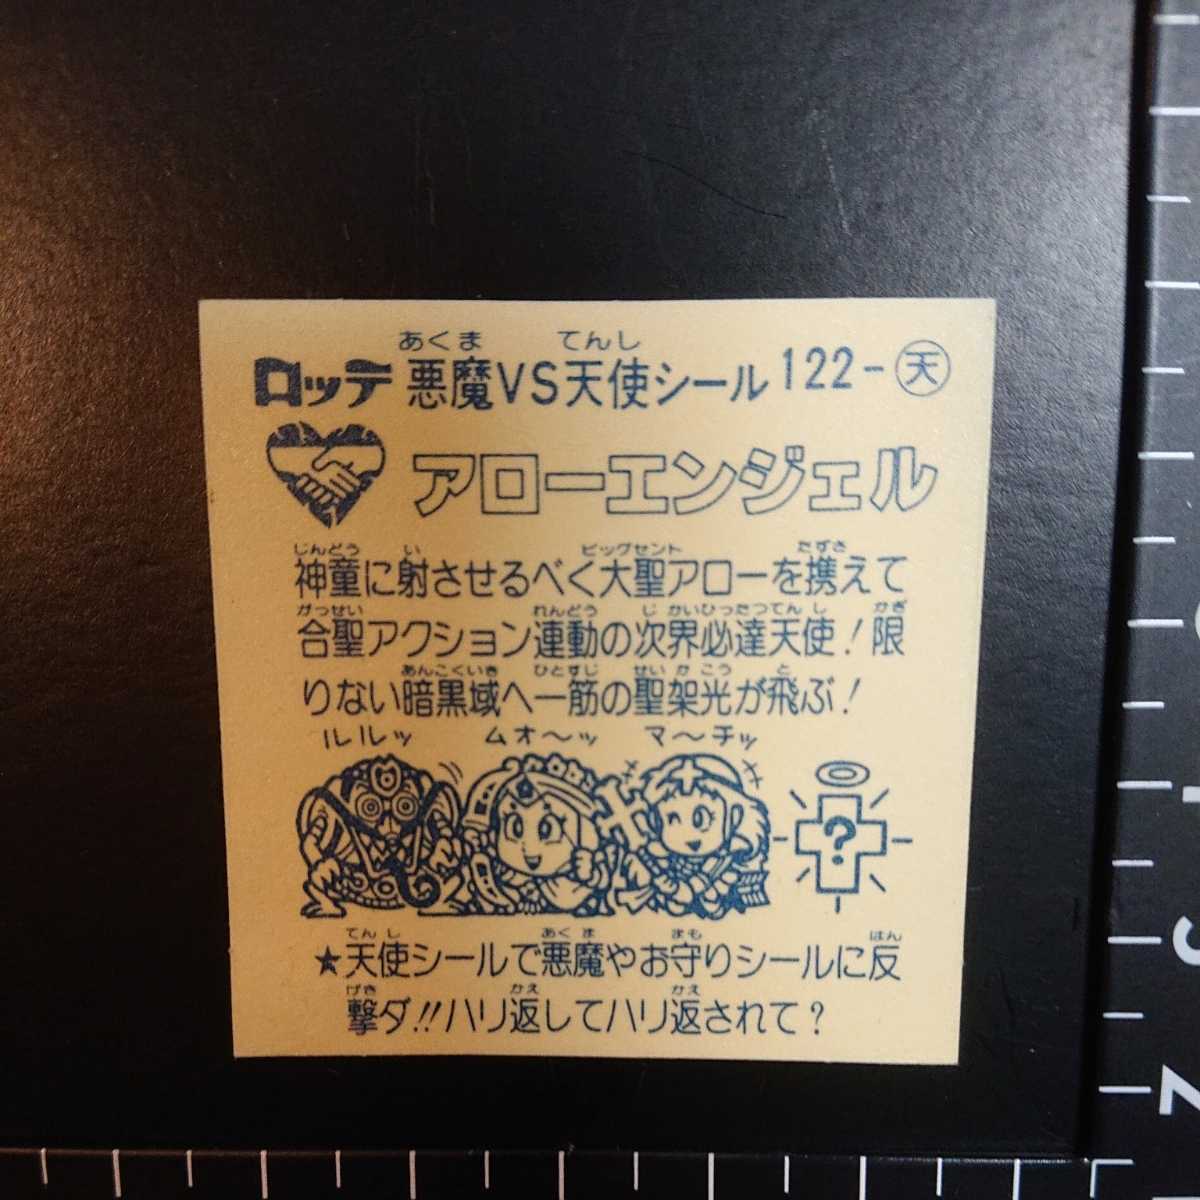 あくま てんし
ロッテ 悪魔VS天使シール 122-天
アローエンジェル
じんどう い ビッグセント たずさ
神童に射させるべく大聖アローを携えて
がっせい れんどう じ かいひったつてん し かぎ
合聖アクション連動の次界必達天使！限
あんこくいき ひとすじ せい か こう と
りない暗黒域へ一筋の聖架光が飛ぶ！
ルルッ ムォ〜ッ マ〜チッ
?
てん し あく ま まも はん
★天使シールで悪魔やお守りシールに反
げき かえ かえ
撃ダ!!ハリ返してハリ返されて？